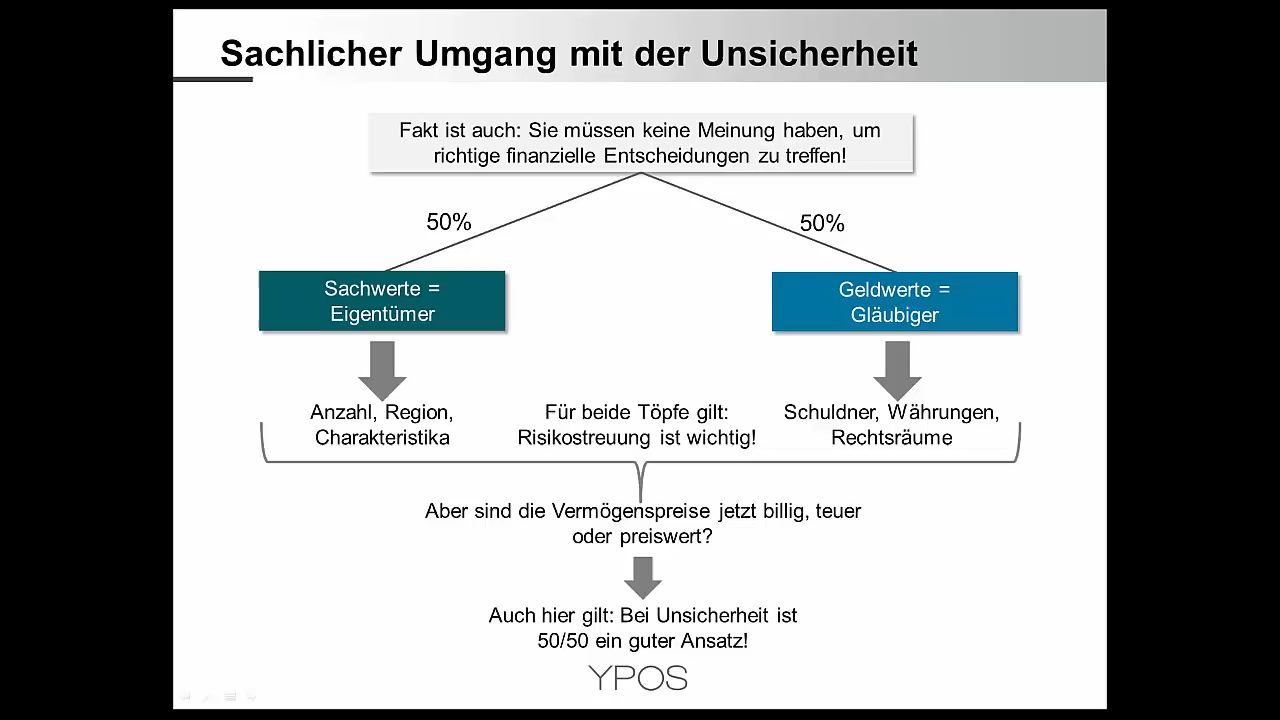 Sachlicher Umgang mit der Unsicherheit
Fakt ist auch: Sie müssen keine Meinung haben, um
richtige finanzielle Entscheidungen zu treffen!
50%
50%
Sachwerte =
Eigentümer
Geldwerte =
Gläubiger
Anzahl, Region,
Charakteristika
Für beide Töpfe gilt:
Risikostreuung ist wichtig!
Schuldner, Währungen,
Rechtsräume
Aber sind die Vermögenspreise jetzt billig, teuer
oder preiswert?
Auch hier gilt: Bei Unsicherheit ist
50/50 ein guter Ansatz!
YPOS